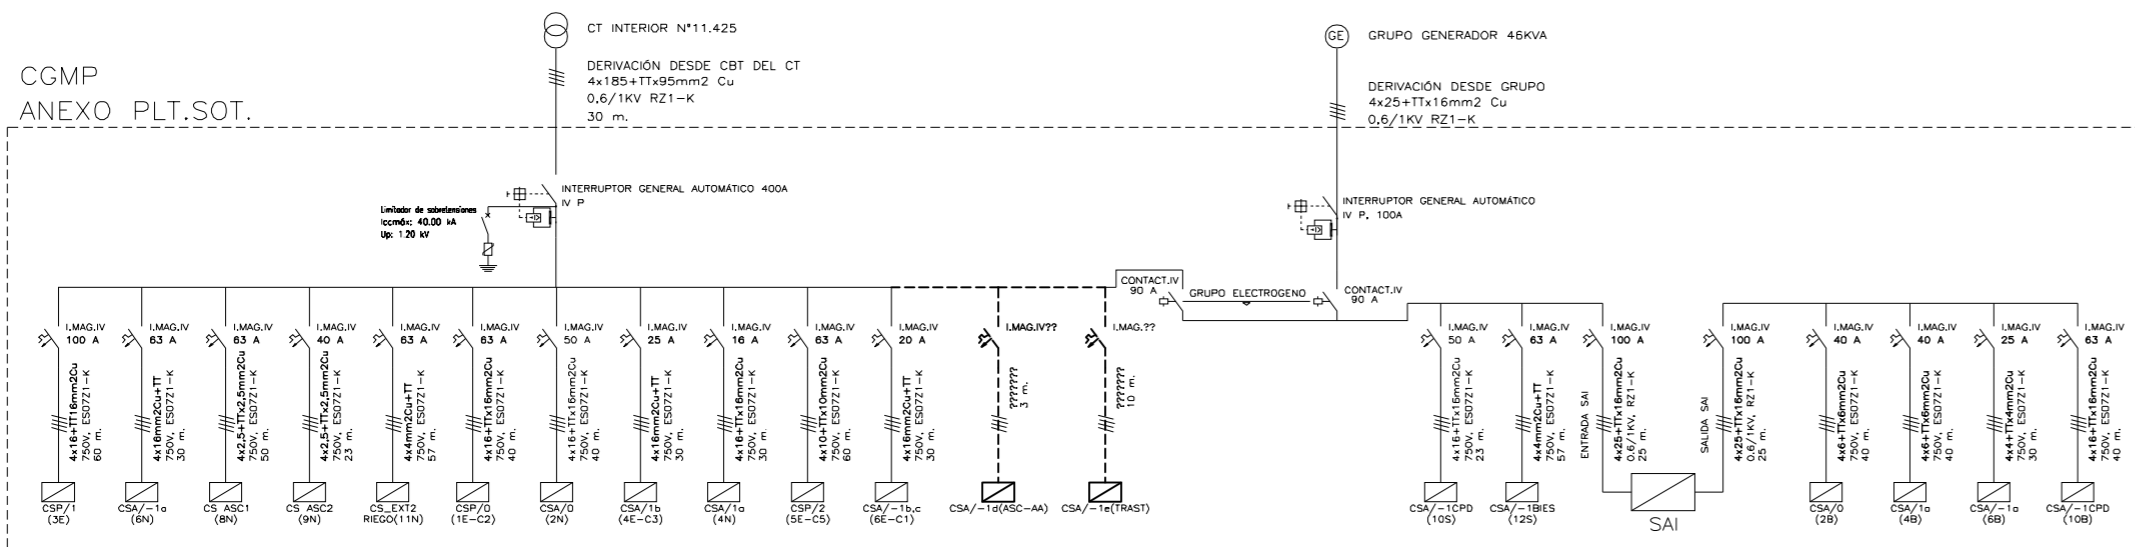 CGMP
ANEXO PLT.SOT.
CT INTERIOR Nº11.425
DERIVACIÓN DESDE CBT DEL CT
4x185+TTx95mm2 Cu
0.6/1KV RZ1-K
30 m.
GE
GRUPO GENERADOR 46KVA
DERIVACIÓN DESDE GRUPO
4x25+TTx16mm2 Cu
0.6/1KV RZ1-K
Limitador de sobretensiones
Iccmáx: 40.00 kA
Up: 1.20 kV
INTERRUPTOR GENERAL AUTOMÁTICO 400A
IV P
INTERRUPTOR GENERAL AUTOMÁTICO
IV P. 100A
CONTACT.IV
90 A
GRUPO ELECTROGENO
CONTACT.IV
90 A
I.MAG.IV
100 A
4x16+TT16mm2Cu
750V, ES07Z1-K
60 m.
CSP/1
(3E)
I.MAG.IV
63 A
4x16mm2Cu+TT
750V, ES07Z1-K
30 m.
CSA/-1a
(6N)
I.MAG.IV
63 A
4x2,5+TTx2,5mm2Cu
750V, ES07Z1-K
50 m.
CS_ASC1
(8N)
I.MAG.IV
40 A
4x2,5+TTx2,5mm2Cu
750V, ES07Z1-K
23 m.
CS_ASC2
(9N)
I.MAG.IV
63 A
4x4mm2Cu+TT
750V, ES07Z1-K
57 m.
CS_EXT2
RIEGO(11N)
I.MAG.IV
63 A
4x16+TTx16mm2Cu
750V, ES07Z1-K
40 m.
CSP/0
(1E-C2)
I.MAG.IV
50 A
4x16+TTx16mm2Cu
750V, ES07Z1-K
40 m.
CSA/0
(2N)
I.MAG.IV
25 A
4x16mm2Cu+TT
750V, ES07Z1-K
30 m.
CSA/1b
(4E-C3)
I.MAG.IV
16 A
4x16+TTx16mm2Cu
750V, ES07Z1-K
30 m.
CSA/1a
(4N)
I.MAG.IV
63 A
4x10+TTx10mm2Cu
750V, ES07Z1-K
60 m.
CSP/2
(5E-C5)
I.MAG.IV
20 A
4x16mm2Cu+TT
750V, ES07Z1-K
30 m.
CSA/-1b,c
(6E-C1)
I.MAG.IV??
???????
3 m.
CSA/-1d(ASC-AA)
I.MAG.??
???????
10 m.
CSA/-1e(TRAST)
I.MAG.IV
50 A
4x16+TTx16mm2Cu
750V, ES07Z1-K
23 m.
CSA/-1CPD
(10S)
I.MAG.IV
63 A
4x4mm2Cu+TT
750V, ES07Z1-K
57 m.
CSA/-1BIES
(12S)
I.MAG.IV
100 A
ENTRADA SAI
4x25+TTx16mm2Cu
0.6/1KV, RZ1-K
25 m.
SAI
I.MAG.IV
100 A
SALIDA SAI
4x25+TTx16mm2Cu
0.6/1KV, RZ1-K
25 m.
I.MAG.IV
40 A
4x6+TTx6mm2Cu
750V, ES07Z1-K
40 m.
CSA/0
(2B)
I.MAG.IV
40 A
4x6+TTx6mm2Cu
750V, ES07Z1-K
40 m.
CSA/1a
(4B)
I.MAG.IV
25 A
4x4+TTx4mm2Cu
750V, ES07Z1-K
30 m.
CSA/-1a
(6B)
I.MAG.IV
63 A
4x16+TTx16mm2Cu
750V, ES07Z1-K
40 m.
CSA/-1CPD
(10B)